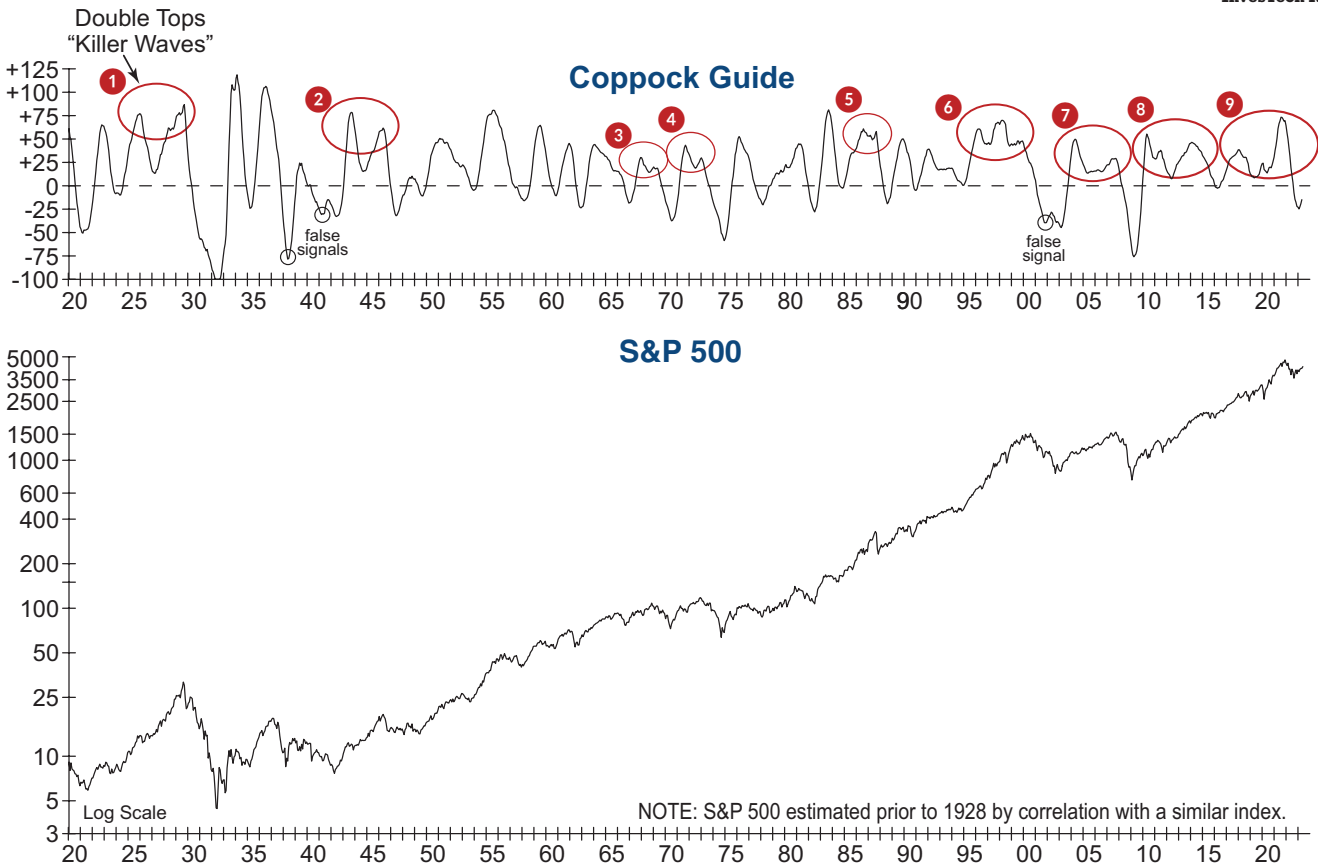 Double Tops
“Killer Waves”
Coppock Guide
+125
+100
+75
+50
+25
0
-25
-50
-75
-100
1
2
3
4
5
6
7
8
9
false
signals
false
signal
20 25 30 35 40 45 50 55 60 65 70 75 80 85 90 95 00 05 10 15 20
S&P 500
5000
3500
2500
1500
1000
600
400
200
100
50
25
10
5
3
Log Scale
NOTE: S&P 500 estimated prior to 1928 by correlation with a similar index.
20 25 30 35 40 45 50 55 60 65 70 75 80 85 90 95 00 05 10 15 20